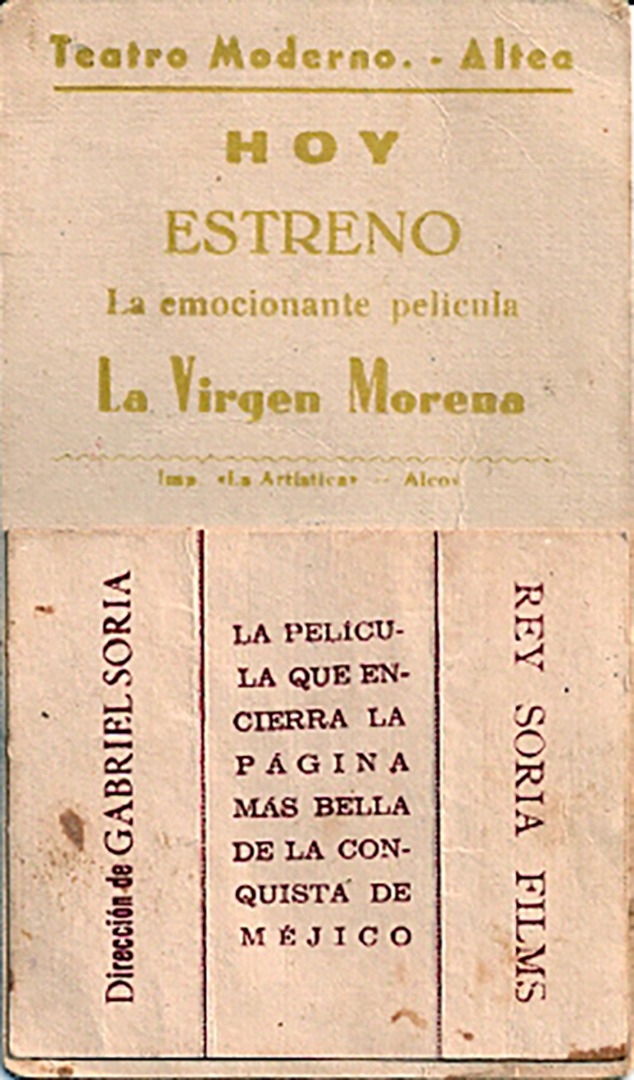 Teatro Moderno. - Altea
HOY
ESTRENO
La emocionante pelicula
La Virgen Morena
Imp. «La Artística» -- Alcoy
Dirección de GABRIEL SORIA
LA PELÍCU-
LA QUE EN-
CIERRA LA
PÁGINA
MÁS BELLA
DE LA CON-
QUISTA DE
MÉJICO
REY SORIA FILMS